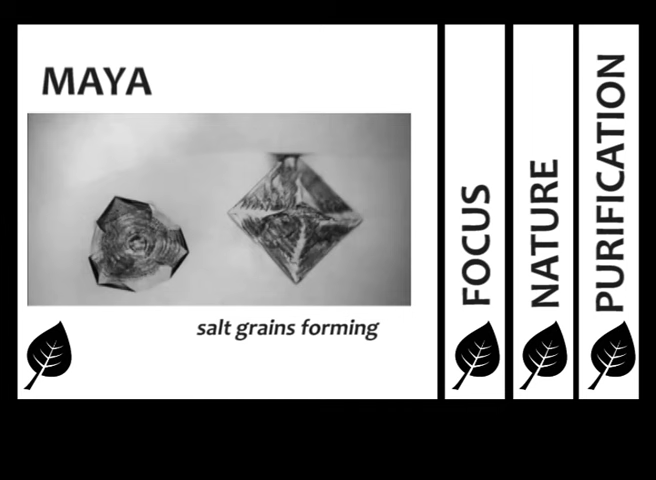 MAYA
salt grains forming
FOCUS
NATURE
PURIFICATION